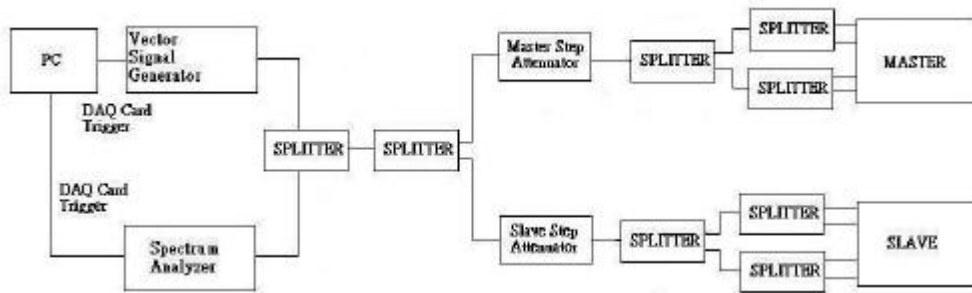 PC
Vector
Signal
Generator
DAQ Card
Trigger
DAQ Card
Trigger
Spectrum
Analyzer
SPLITTER
SPLITTER
Master Step
Attenuator
SPLITTER
SPLITTER
SPLITTER
MASTER
Slave Step
Attenuator
SPLITTER
SPLITTER
SPLITTER
SLAVE